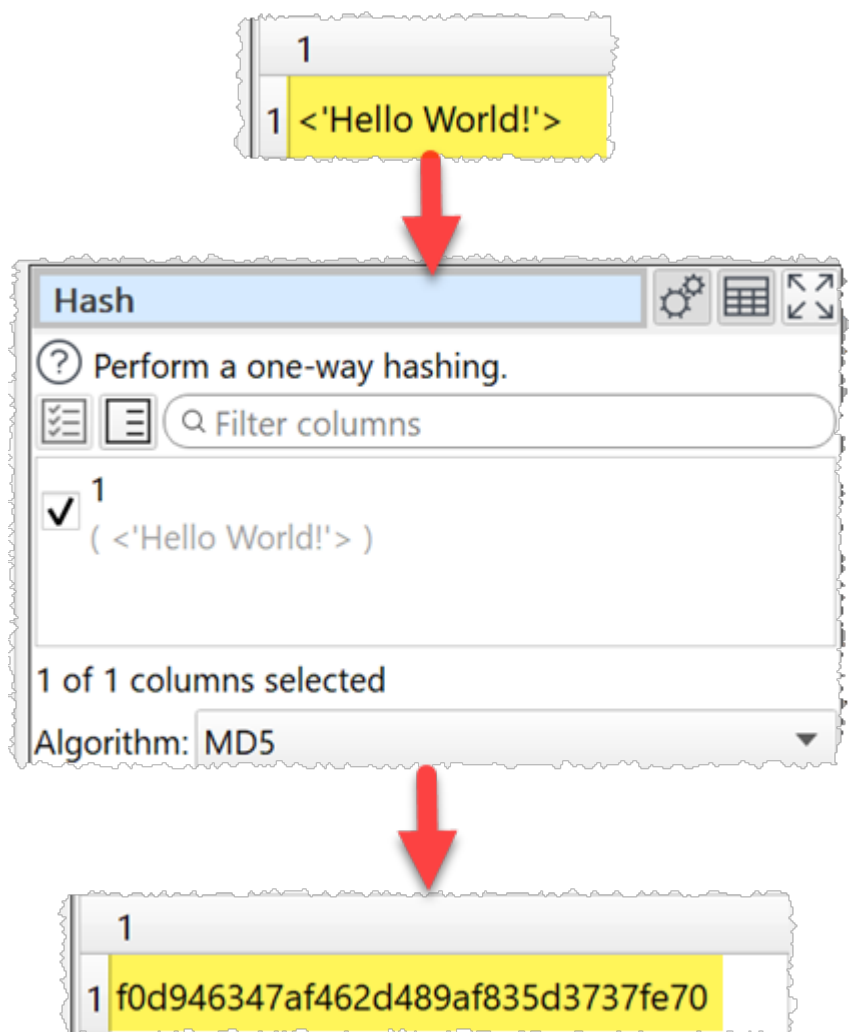 1
1 <'Hello World!'>
Hash
? Perform a one-way hashing.
Filter columns
1
( <'Hello World!'> )
1 of 1 columns selected
Algorithm: MD5
1
1 f0d946347af462d489af835d3737fe70